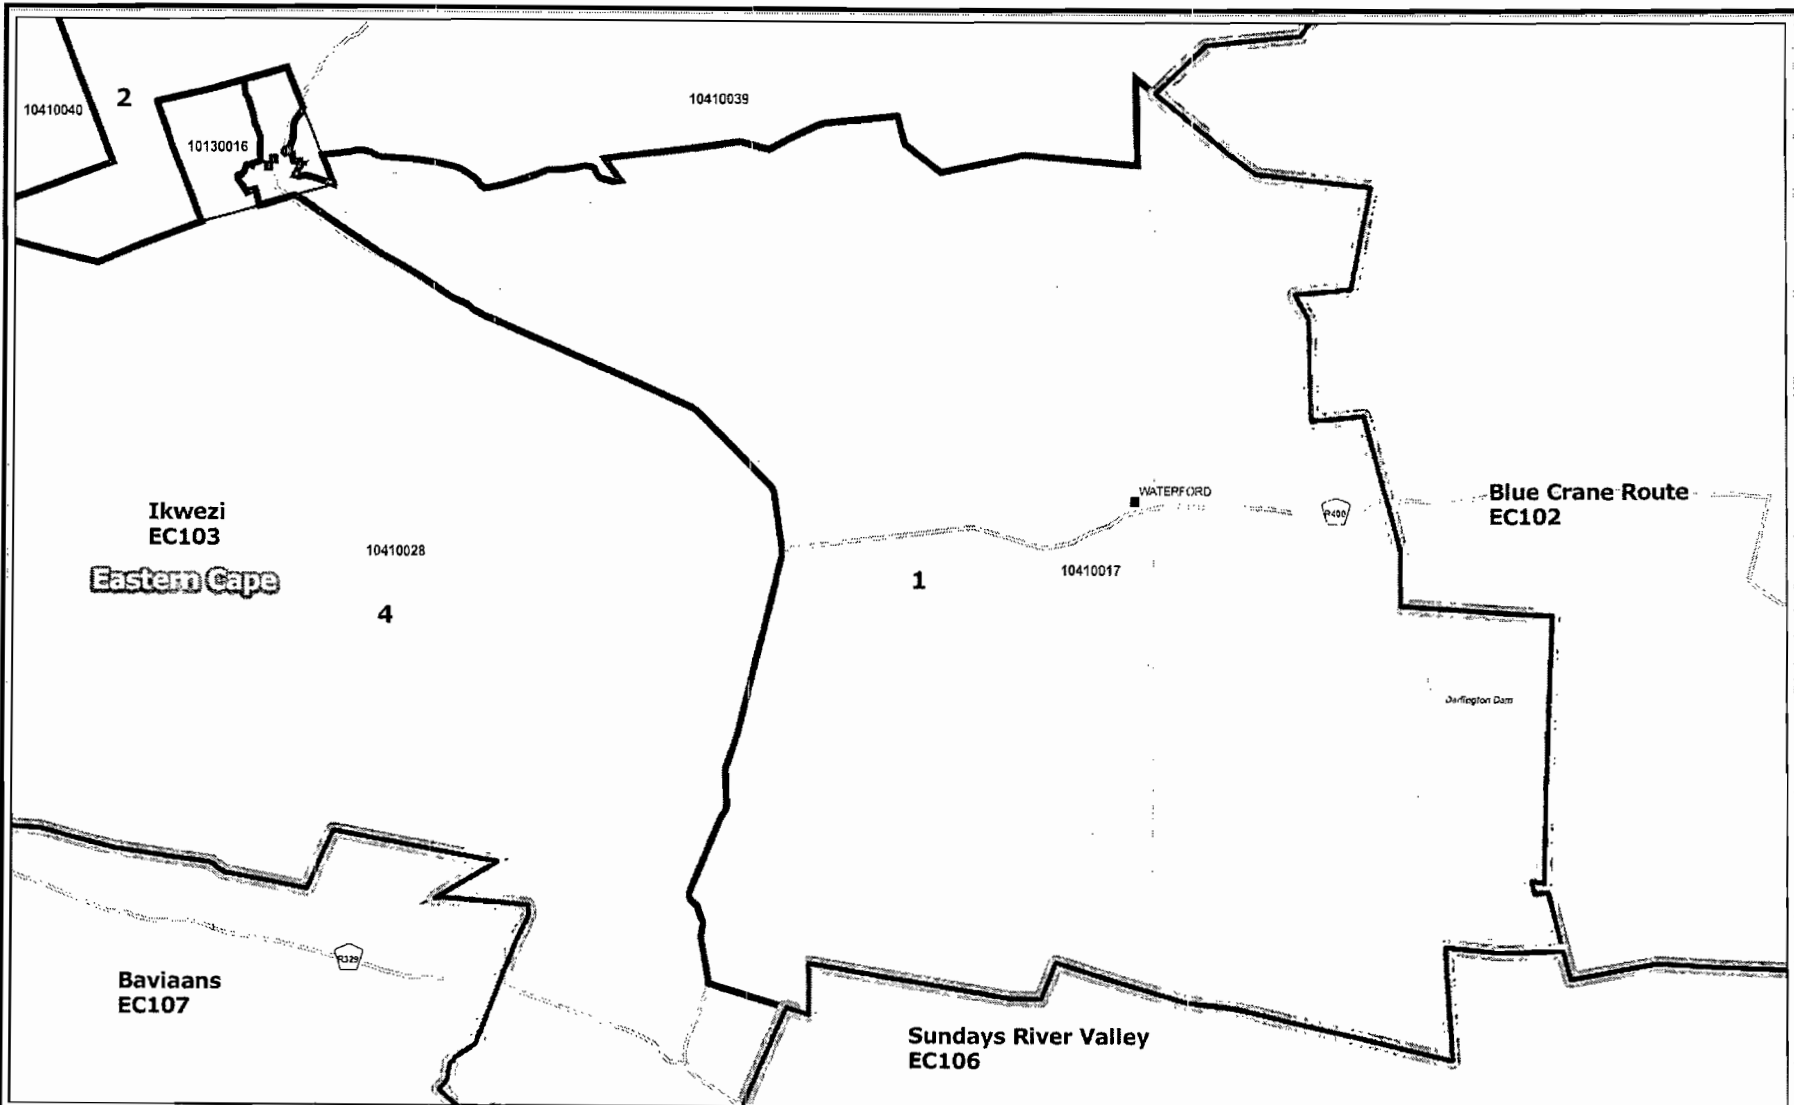 2
10410040
10410039
10130016
WATERFORD
Blue Crane Route
EC102
R400
Ikwezi
EC103
10410028
10410017
Eastern Cape
1
4
Darlington Dam
R329
Baviaans
EC107
Sundays River Valley
EC106